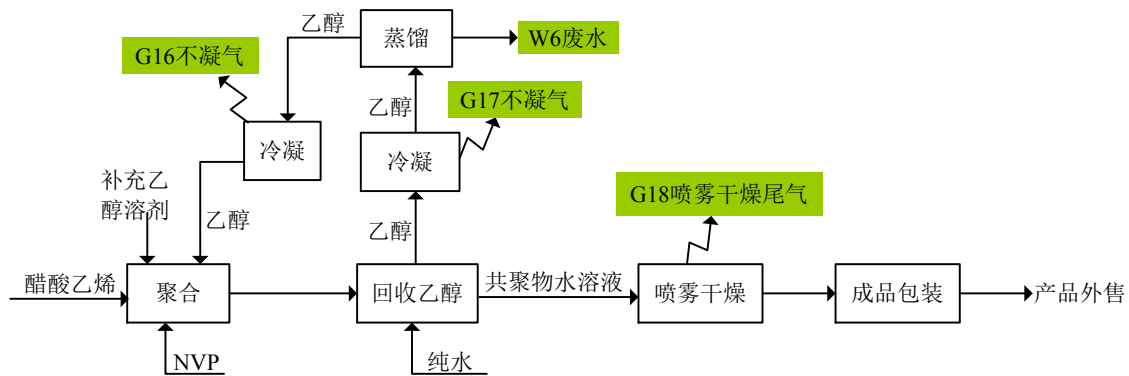 乙醇
蒸馏
W6废水
G16不凝气
乙醇
G17不凝气
冷凝
冷凝
补充乙
醇溶剂
乙醇
乙醇
G18喷雾干燥尾气
醋酸乙烯
聚合
回收乙醇
共聚物水溶液
喷雾干燥
成品包装
产品外售
NVP
纯水